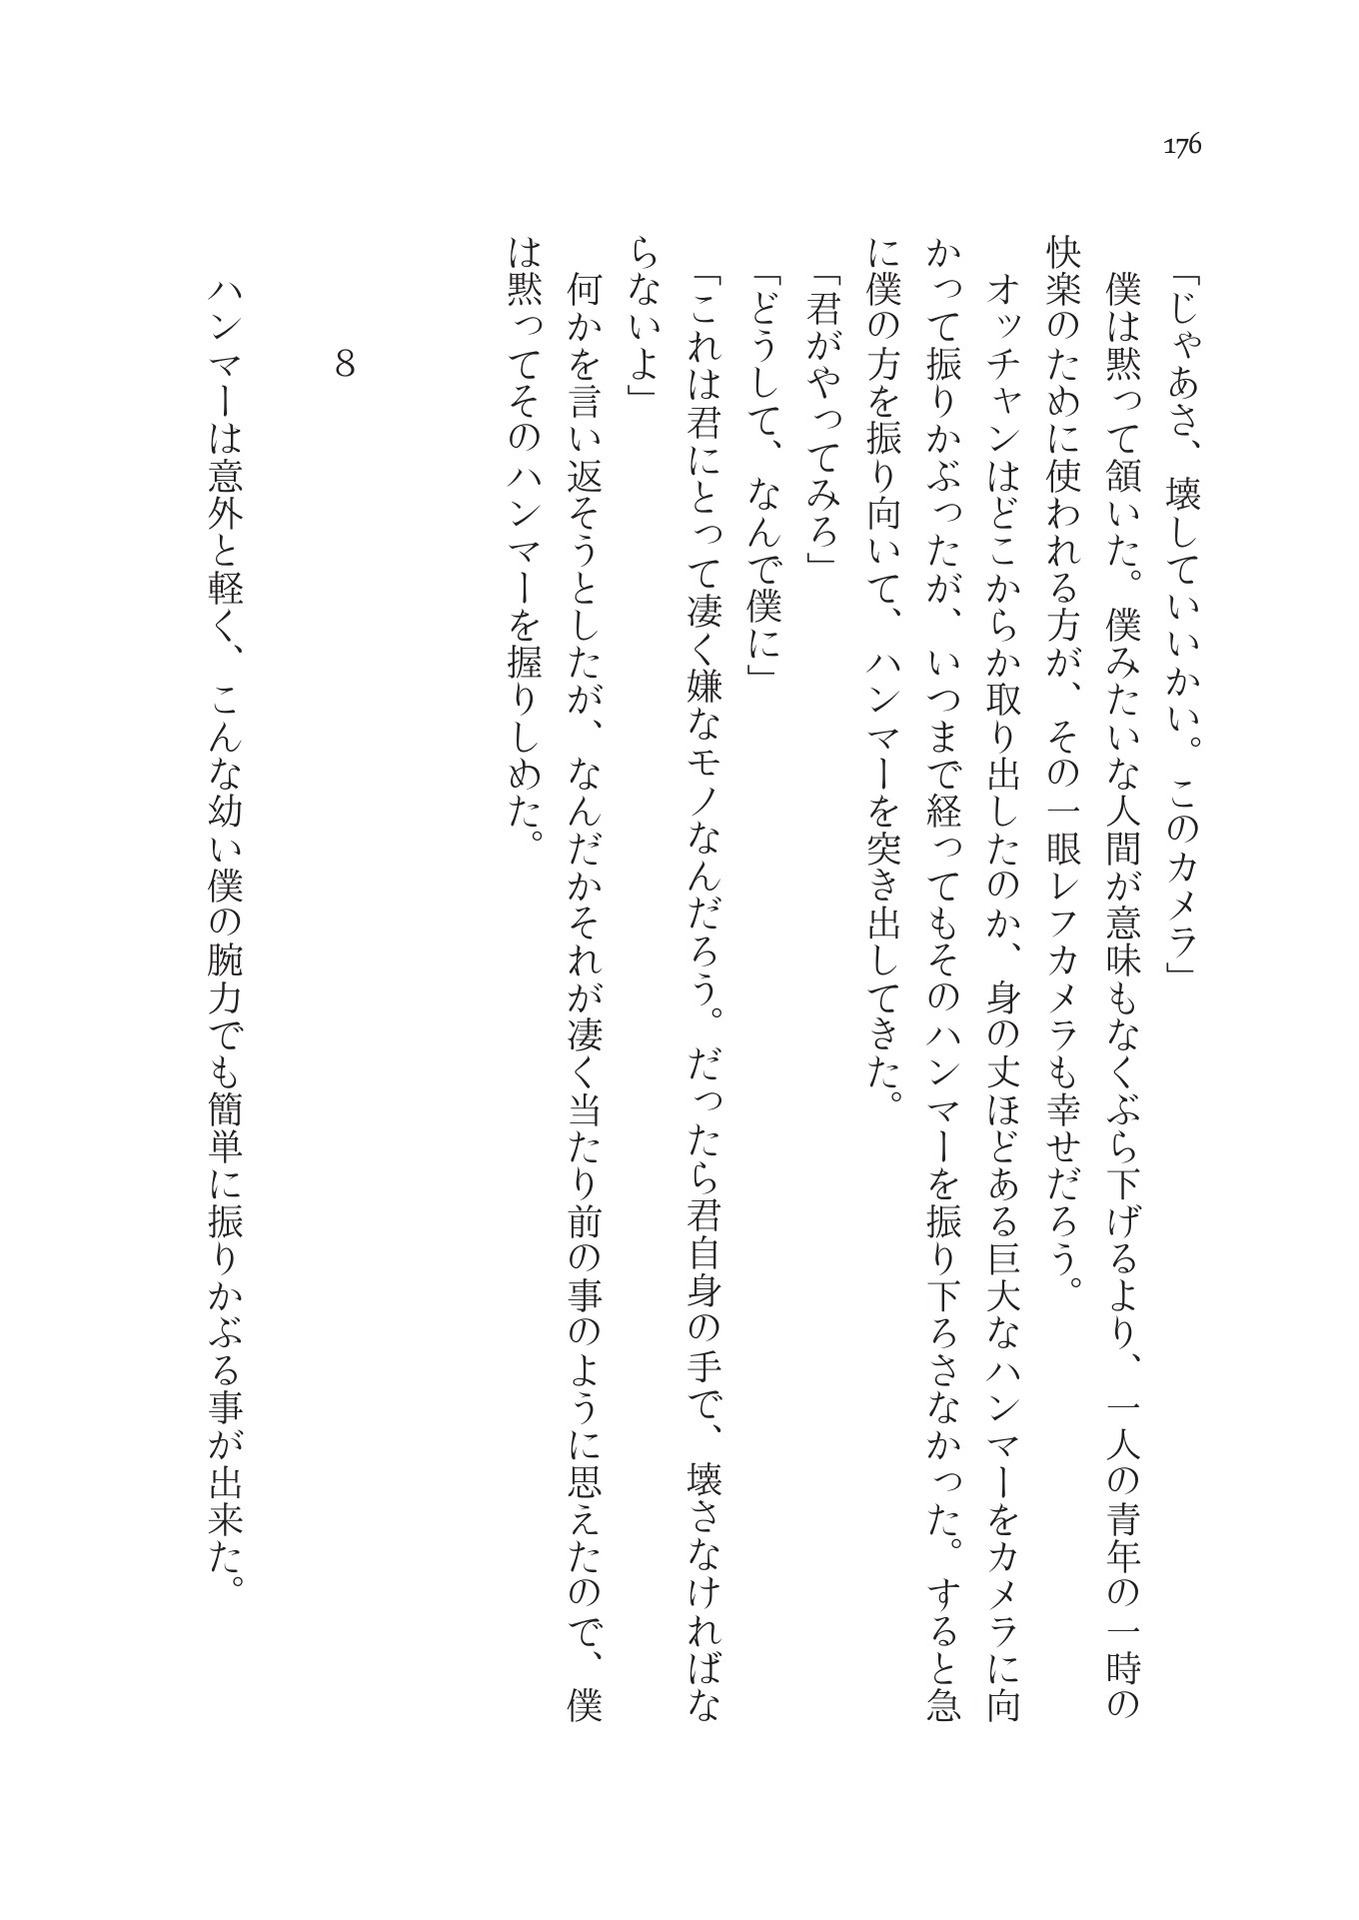 176
「じゃあさ、壊していいかい。このカメラ」
僕は黙って頷いた。僕みたいな人間が意味もなくぶら下げるより、一人の青年の一時の
快楽のために使われる方が、その一眼レフカメラも幸せだろう。
オッチャンはどこからか取り出したのか、身の丈ほどある巨大なハンマーをカメラに向
かって振りかぶったが、いつまで経ってもそのハンマーを振り下ろさなかった。すると急
に僕の方を振り向いて、ハンマーを突き出してきた。
「君がやってみろ」
「どうして、なんで僕に」
「これは君にとって凄く嫌なモノなんだろう。だったら君自身の手で、壊さなければな
らないよ」
何かを言い返そうとしたが、なんだかそれが凄く当たり前の事のように思えたので、僕
は黙ってそのハンマーを握りしめた。
8
ハンマーは意外と軽く、こんな幼い僕の腕力でも簡単に振りかぶる事が出来た。